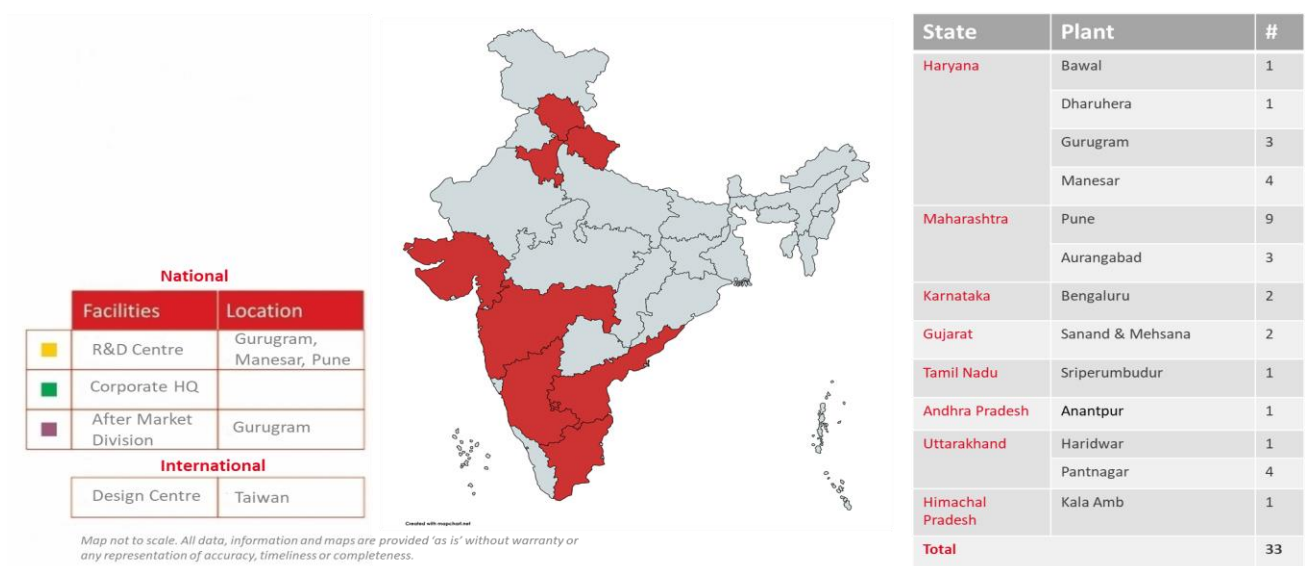 National
Facilities Location
R&D Centre Gurugram,
Manesar, Pune
Corporate HQ
After Market
Division Gurugram
International
Design Centre Taiwan
Map not to scale. All data, information and maps are provided ‘as is’ without warranty or
any representation of accuracy, timeliness or completeness.
Created with mapchart.net
State Plant #
Haryana Bawal 1
Dharuhera 1
Gurugram 3
Manesar 4
Maharashtra Pune 9
Aurangabad 3
Karnataka Bengaluru 2
Gujarat Sanand & Mehsana 2
Tamil Nadu Sriperumbudur 1
Andhra Pradesh Anantpur 1
Uttarakhand Haridwar 1
Pantnagar 4
Himachal
Pradesh Kala Amb 1
Total 33